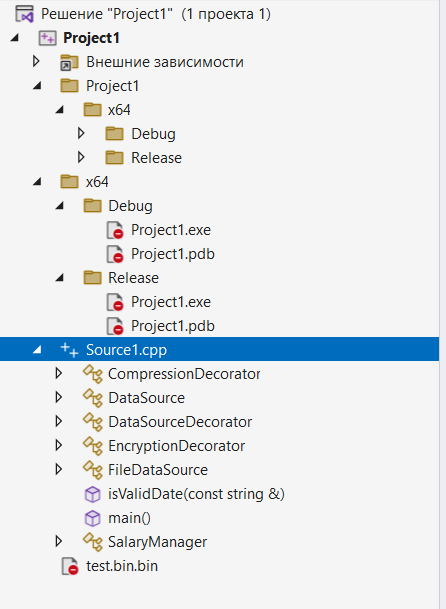 Решение "Project1" (1 проекта 1)
Project1
Внешние зависимости
Project1
x64
Debug
Release
x64
Debug
Project1.exe
Project1.pdb
Release
Project1.exe
Project1.pdb
Source1.cpp
CompressionDecorator
DataSource
DataSourceDecorator
EncryptionDecorator
FileDataSource
isValidDate(const string &)
main()
SalaryManager
test.bin.bin